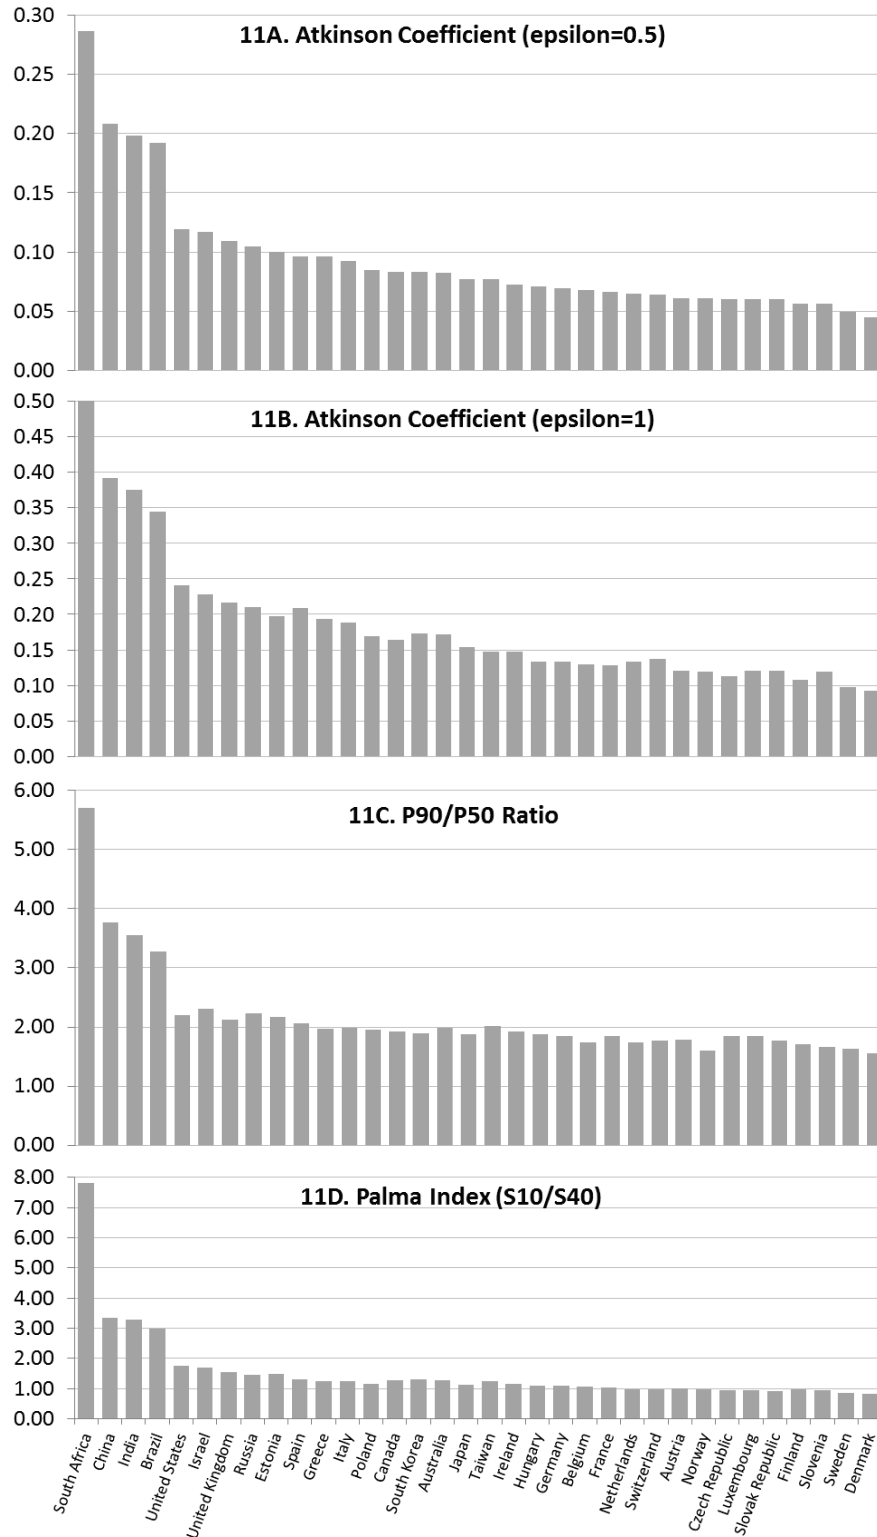 11A. Atkinson Coefficient (epsilon=0.5)
0.30
0.25
0.20
0.15
0.10
0.05
0.00
11B. Atkinson Coefficient (epsilon=1)
0.50
0.45
0.40
0.35
0.30
0.25
0.20
0.15
0.10
0.05
0.00
11C. P90/P50 Ratio
6.00
5.00
4.00
3.00
2.00
1.00
0.00
11D. Palma Index (S10/S40)
8.00
7.00
6.00
5.00
4.00
3.00
2.00
1.00
0.00
South Africa
China
India
Brazil
United States
Israel
United Kingdom
Russia
Estonia
Spain
Greece
Italy
Poland
Canada
South Korea
Australia
Japan
Taiwan
Ireland
Hungary
Germany
Belgium
France
Netherlands
Switzerland
Austria
Norway
Czech Republic
Luxembourg
Slovak Republic
Finland
Slovenia
Sweden
Denmark